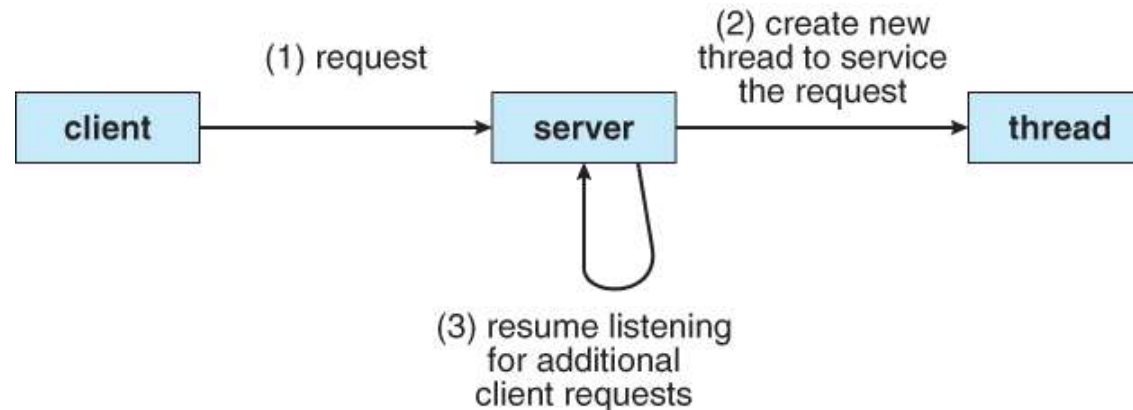 (1) request
(2) create new
thread to service
the request
client
server
thread
(3) resume listening
for additional
client requests